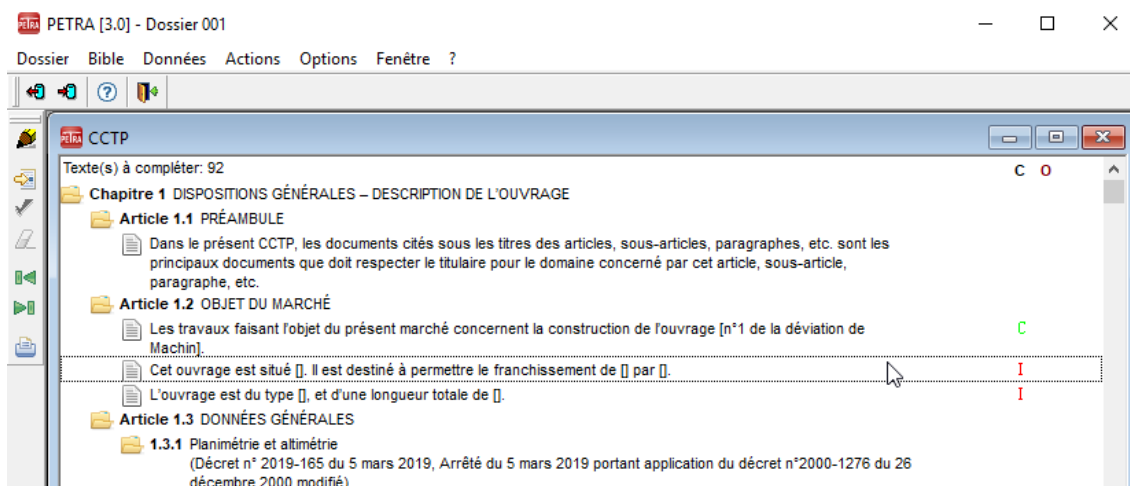 PETRA PETRA [3.0] - Dossier 001
Dossier Bible Données Actions Options Fenêtre ?
PETRA CCTP
Texte(s) à compléter: 92 C O
Chapitre 1 DISPOSITIONS GÉNÉRALES – DESCRIPTION DE L'OUVRAGE
Article 1.1 PRÉAMBULE
Dans le présent CCTP, les documents cités sous les titres des articles, sous-articles, paragraphes, etc. sont les
principaux documents que doit respecter le titulaire pour le domaine concerné par cet article, sous-article,
paragraphe, etc.
Article 1.2 OBJET DU MARCHÉ
Les travaux faisant l'objet du présent marché concernent la construction de l'ouvrage [n°1 de la déviation de C
Machin].
Cet ouvrage est situé []. Il est destiné à permettre le franchissement de [] par []. I
L'ouvrage est du type [], et d'une longueur totale de []. I
Article 1.3 DONNÉES GÉNÉRALES
1.3.1 Planimétrie et altimétrie
(Décret n° 2019-165 du 5 mars 2019, Arrêté du 5 mars 2019 portant application du décret n°2000-1276 du 26
décembre 2000 modifié)